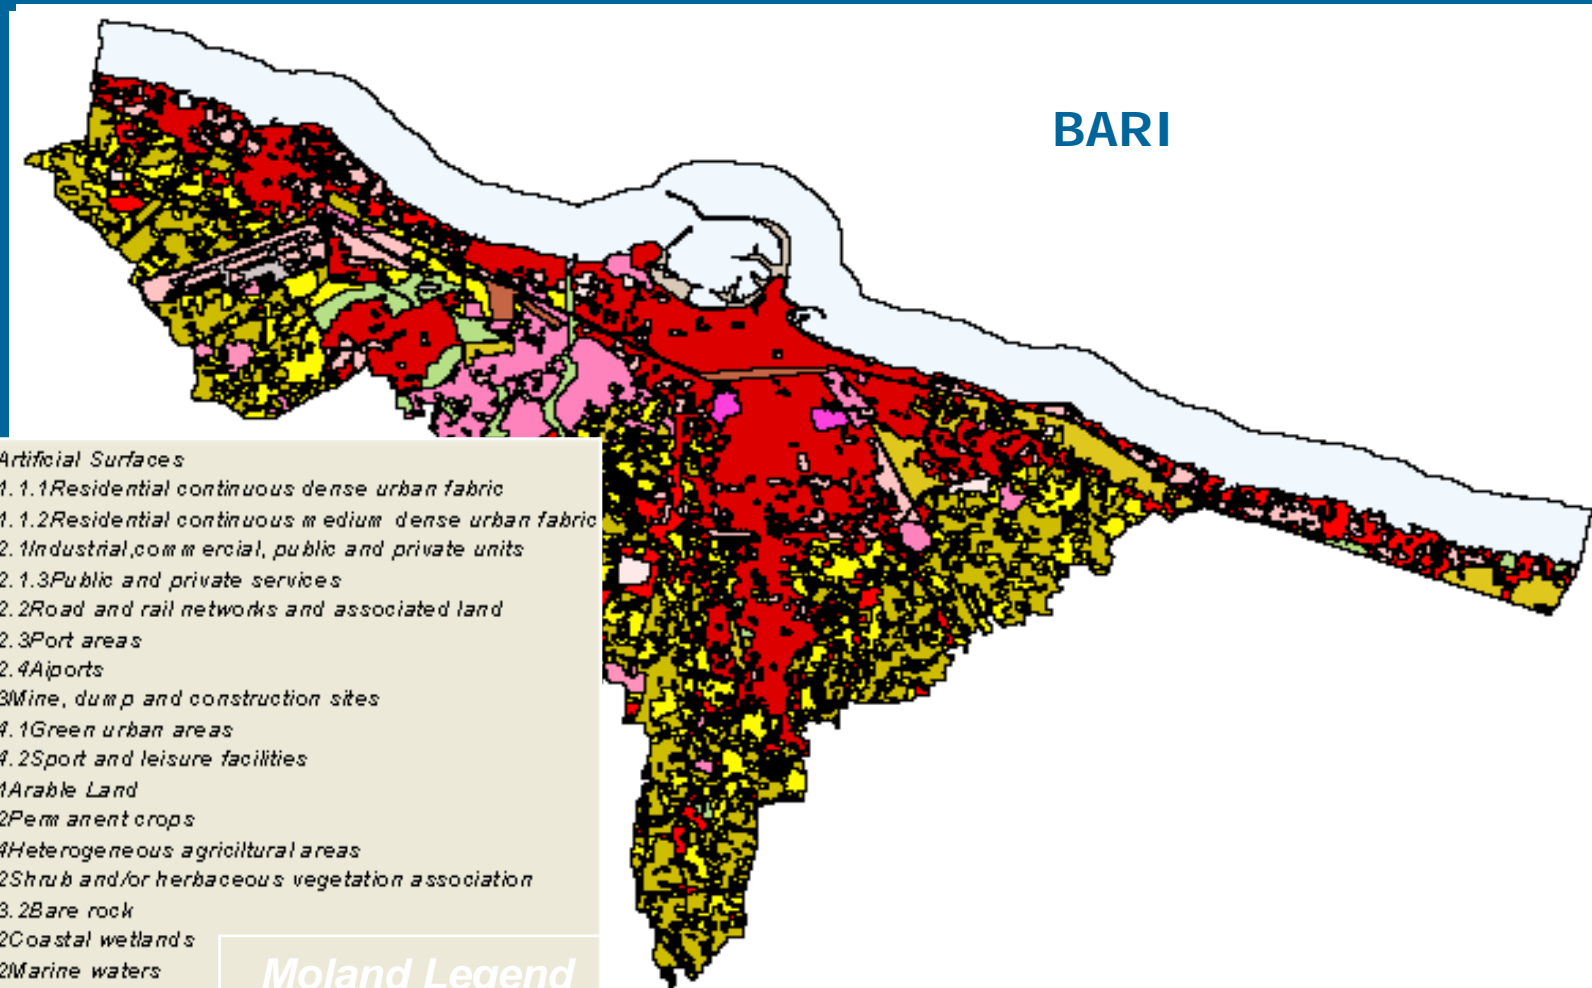 BARI
Artificial Surfaces
1.1.1Residential continuous dense urban fabric
1.1.2Residential continuous medium dense urban fabric
2.1Industrial,commercial, public and private units
2.1.3Public and private services
2.2Road and rail networks and associated land
2.3Port areas
2.4Aiports
3Mine, dump and construction sites
4.1Green urban areas
4.2Sport and leisure facilities
1Arable Land
2Permanent crops
4Heterogeneous agriciltural areas
2Shrub and/or herbaceous vegetation association
3.2Bare rock
2Coastal wetlands
2Marine waters
Moland Legend